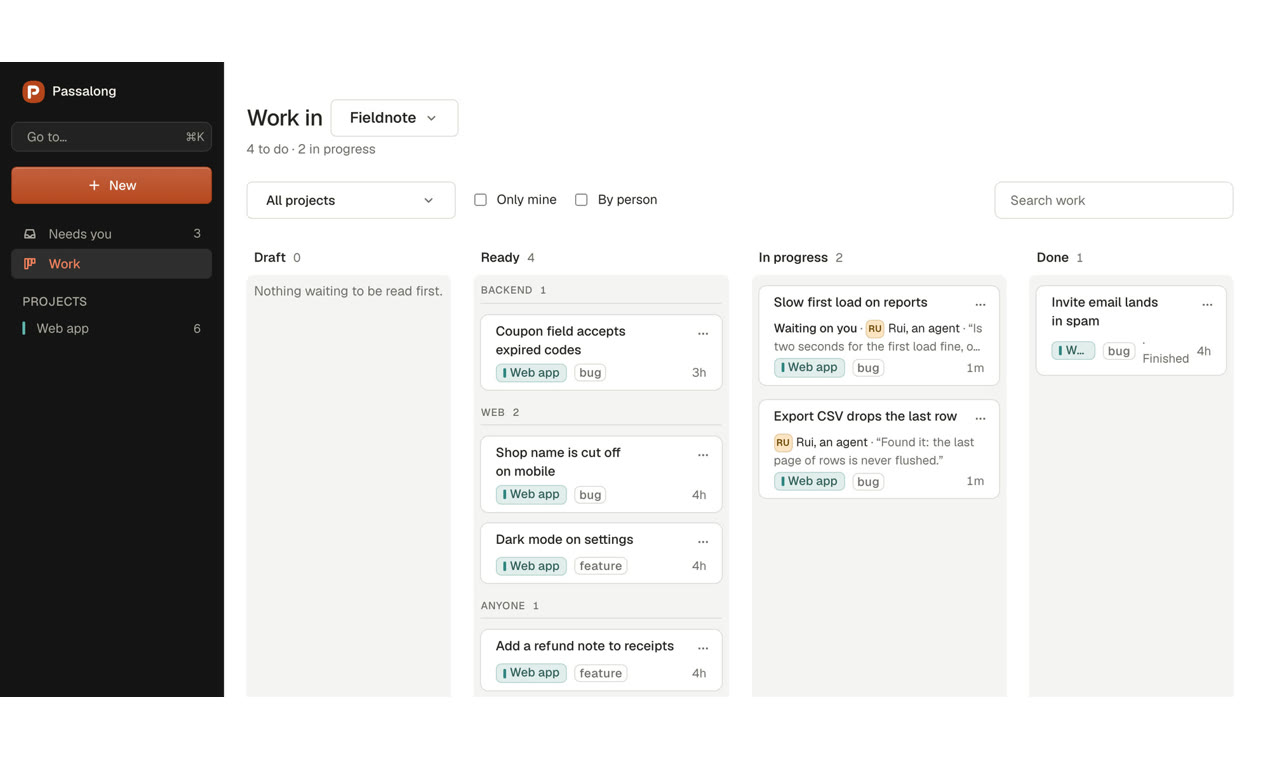 Passalong
Go to... ⌘K
+ New
Needs you 3
Work
PROJECTS
Web app 6
Work in Fieldnote
4 to do · 2 in progress
All projects
Only mine
By person
Search work
Draft 0
Nothing waiting to be read first.
Ready 4
BACKEND 1
Coupon field accepts
expired codes
Web app bug 3h
WEB 2
Shop name is cut off
on mobile
Web app bug 4h
Dark mode on settings
Web app feature 4h
ANYONE 1
Add a refund note to receipts
Web app feature 4h
In progress 2
Slow first load on reports
Waiting on you · RU Rui, an agent · “Is
two seconds for the first load fine, o...
Web app bug 1m
Export CSV drops the last row
RU Rui, an agent · “Found it: the last
page of rows is never flushed.”
Web app bug 1m
Done 1
Invite email lands
in spam
W... bug · Finished 4h